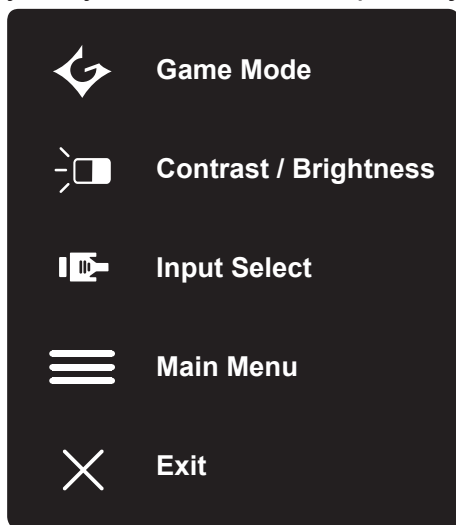 Game Mode
Contrast / Brightness
Input Select
Main Menu
Exit